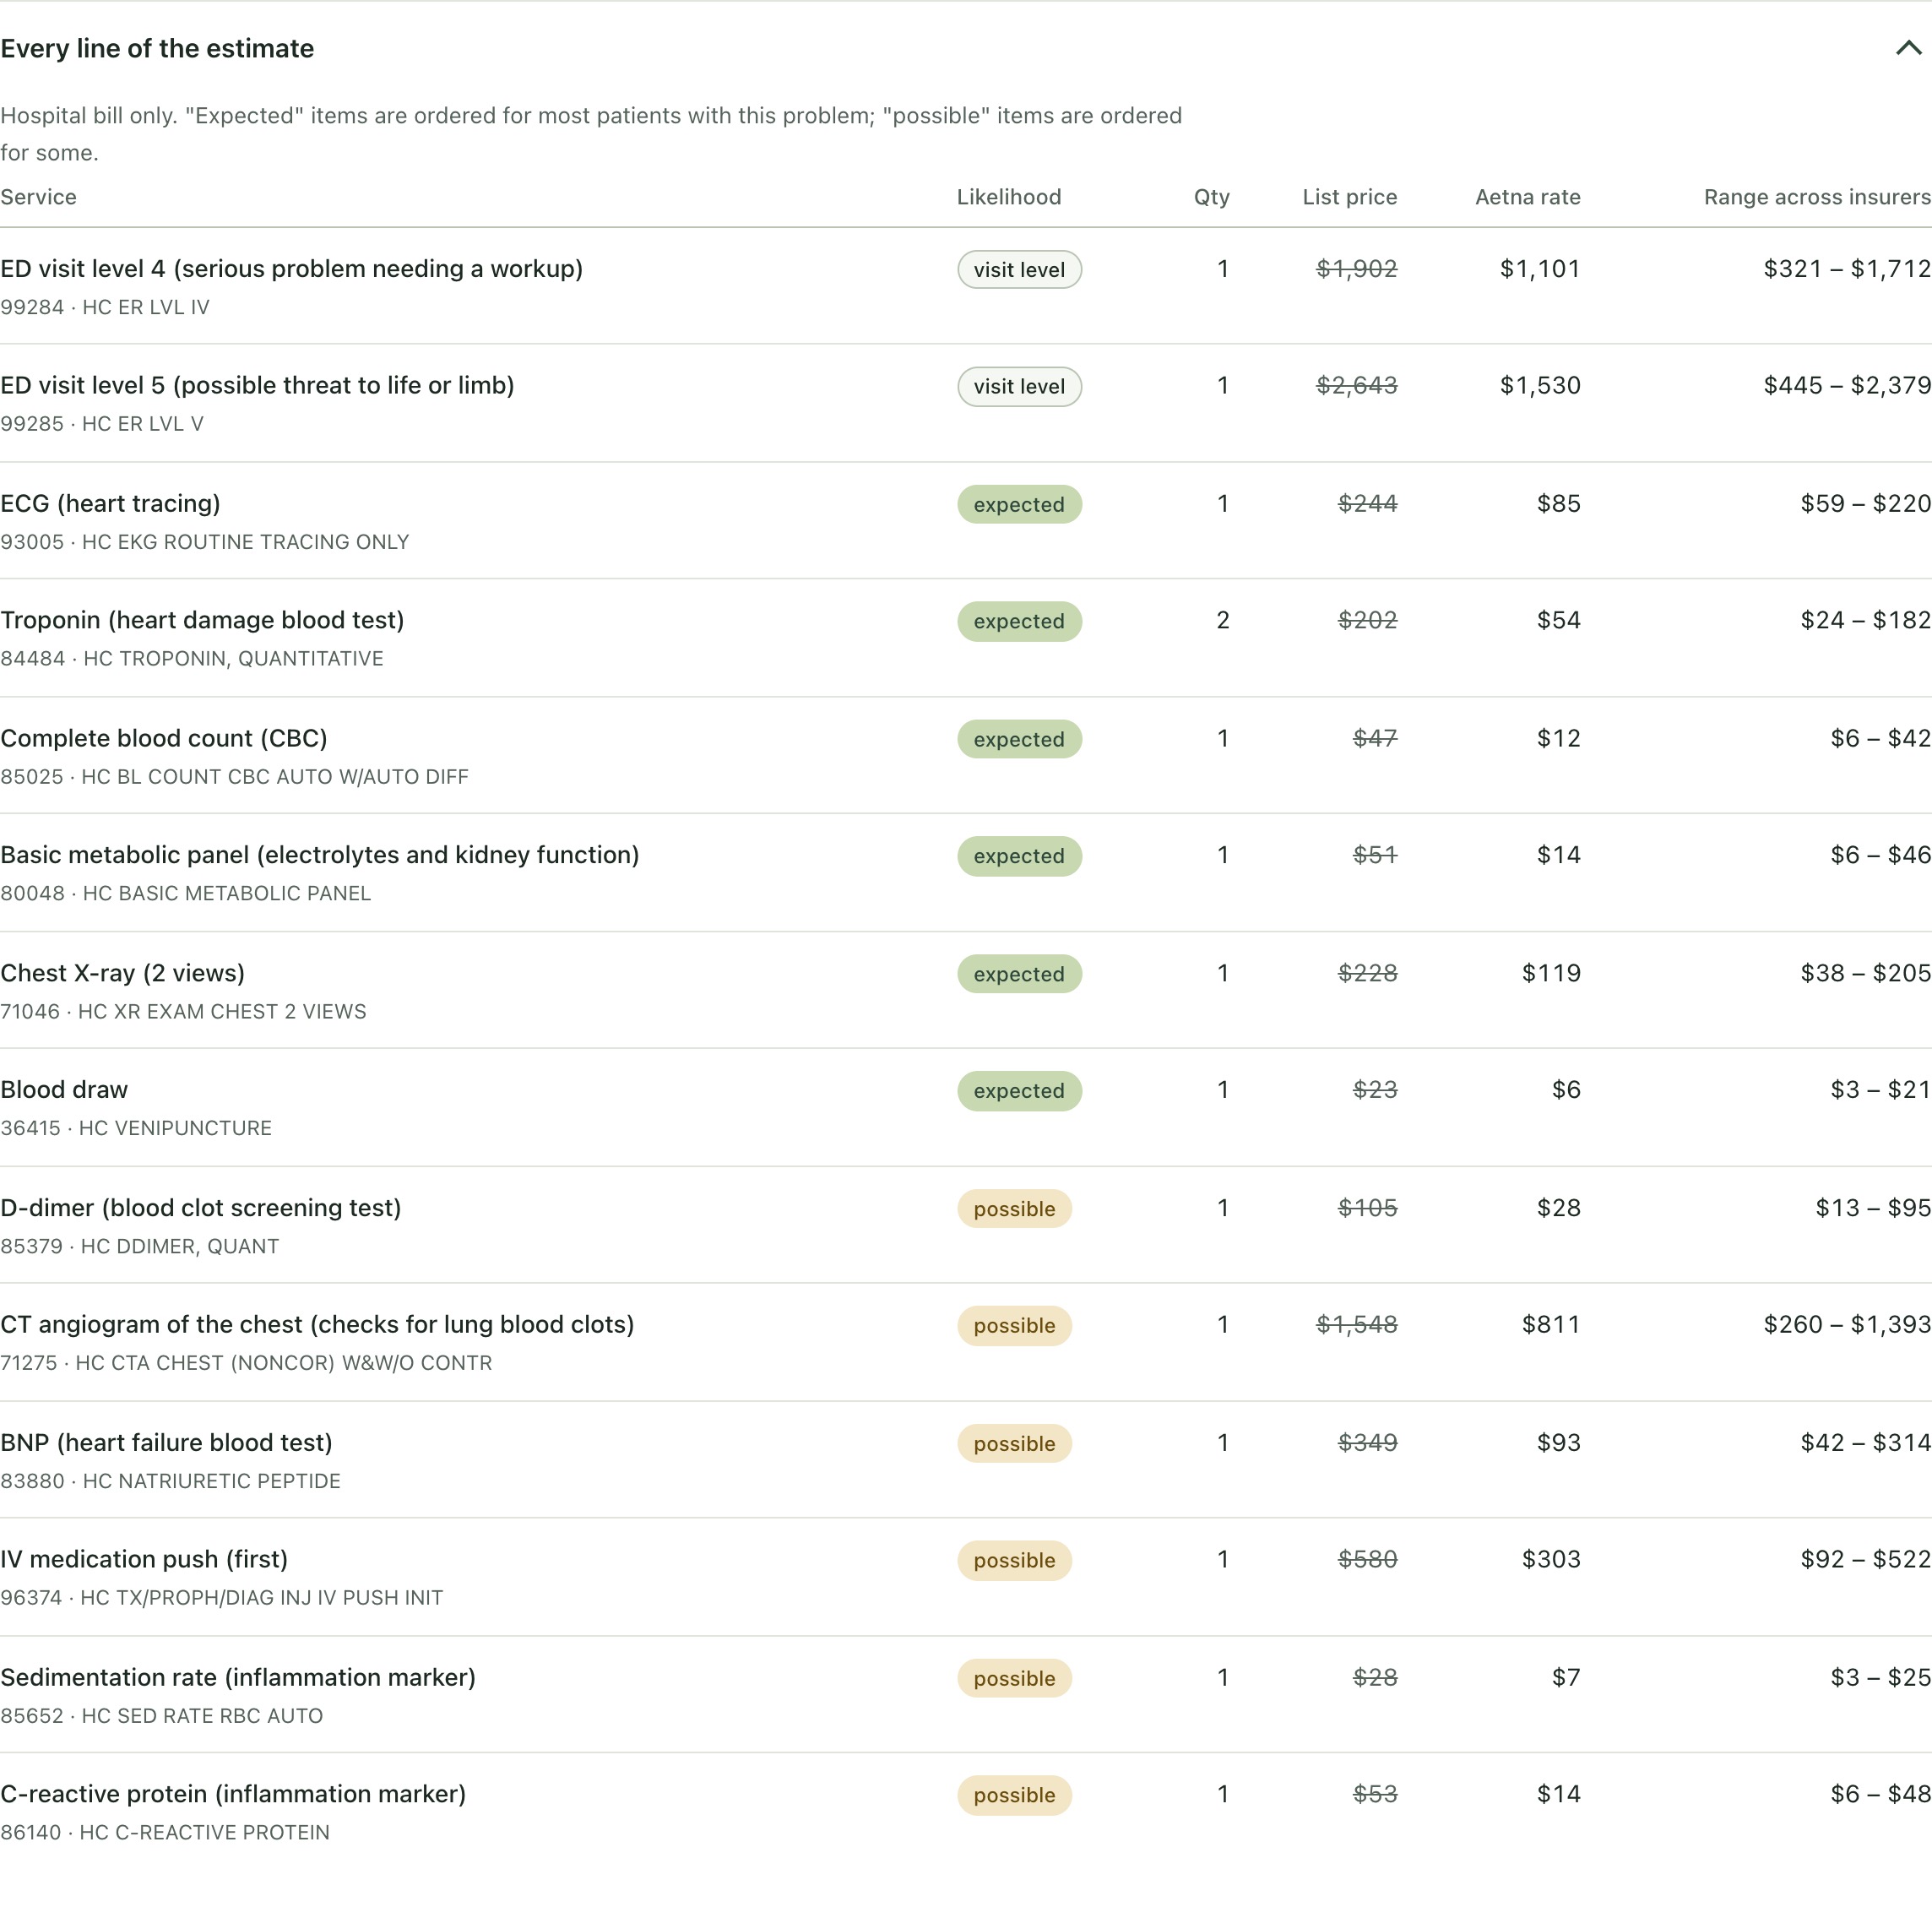 Every line of the estimate
Hospital bill only. "Expected" items are ordered for most patients with this problem; "possible" items are ordered
for some.
Service Likelihood Qty List price Aetna rate Range across insurers
ED visit level 4 (serious problem needing a workup) visit level 1 $1,902 $1,101 $321 – $1,712
99284 · HC ER LVL IV
ED visit level 5 (possible threat to life or limb) visit level 1 $2,643 $1,530 $445 – $2,379
99285 · HC ER LVL V
ECG (heart tracing) expected 1 $244 $85 $59 – $220
93005 · HC EKG ROUTINE TRACING ONLY
Troponin (heart damage blood test) expected 2 $202 $54 $24 – $182
84484 · HC TROPONIN, QUANTITATIVE
Complete blood count (CBC) expected 1 $47 $12 $6 – $42
85025 · HC BL COUNT CBC AUTO W/AUTO DIFF
Basic metabolic panel (electrolytes and kidney function) expected 1 $51 $14 $6 – $46
80048 · HC BASIC METABOLIC PANEL
Chest X-ray (2 views) expected 1 $228 $119 $38 – $205
71046 · HC XR EXAM CHEST 2 VIEWS
Blood draw expected 1 $23 $6 $3 – $21
36415 · HC VENIPUNCTURE
D-dimer (blood clot screening test) possible 1 $105 $28 $13 – $95
85379 · HC DDIMER, QUANT
CT angiogram of the chest (checks for lung blood clots) possible 1 $1,548 $811 $260 – $1,393
71275 · HC CTA CHEST (NONCOR) W&W/O CONTR
BNP (heart failure blood test) possible 1 $349 $93 $42 – $314
83880 · HC NATRIURETIC PEPTIDE
IV medication push (first) possible 1 $580 $303 $92 – $522
96374 · HC TX/PROPH/DIAG INJ IV PUSH INIT
Sedimentation rate (inflammation marker) possible 1 $28 $7 $3 – $25
85652 · HC SED RATE RBC AUTO
C-reactive protein (inflammation marker) possible 1 $53 $14 $6 – $48
86140 · HC C-REACTIVE PROTEIN